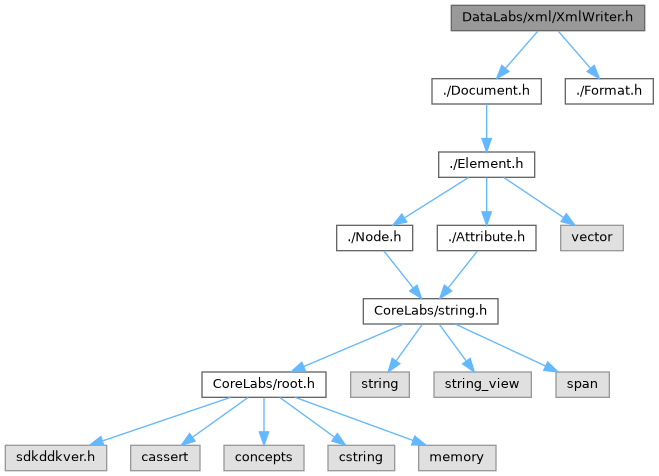 DataLabs/xml/XmlWriter.h
./Document.h
./Format.h
./Element.h
./Node.h
./Attribute.h
vector
CoreLabs/string.h
CoreLabs/root.h
string
string_view
span
sdkddkver.h
cassert
concepts
cstring
memory